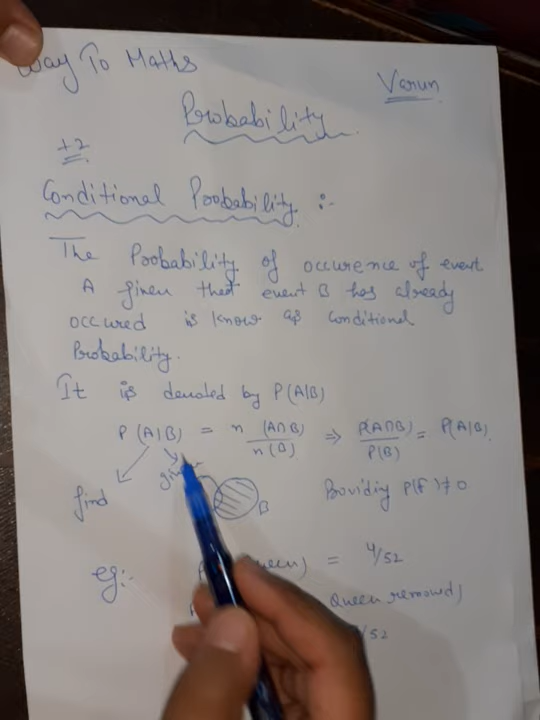 Way To Maths
Varun
Probability
+2
Conditional Probability :-
The Probability of occurence of event
A given that event B has already
occured is know as conditional
Probability.
It is denoted by P(A|B)
P(A|B) = n (A∩B) / n(B) ⇒ P(A∩B) / P(B) = P(A|B).
find
B
Providing P(F) ≠ 0
eg:- = 4/52
Queen removed)
/52